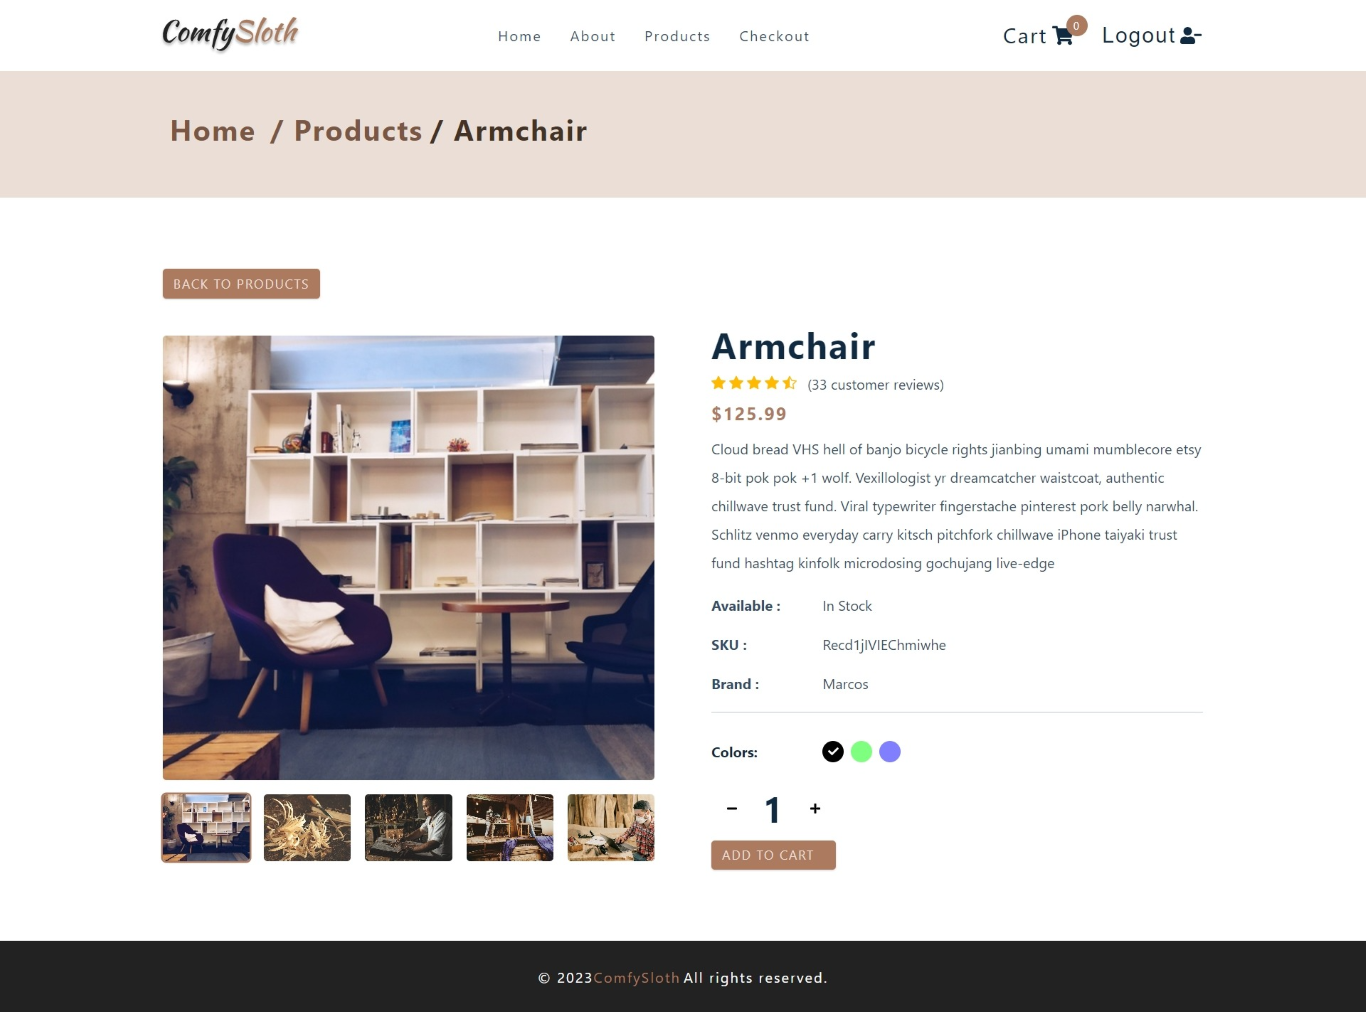 ComfySloth
Home About Products Checkout
Cart 0 Logout
Home / Products / Armchair
BACK TO PRODUCTS
Armchair
(33 customer reviews)
$125.99
Cloud bread VHS hell of banjo bicycle rights jianbing umami mumblecore etsy
8-bit pok pok +1 wolf. Vexillologist yr dreamcatcher waistcoat, authentic
chillwave trust fund. Viral typewriter fingerstache pinterest pork belly narwhal.
Schlitz venmo everyday carry kitsch pitchfork chillwave iPhone taiyaki trust
fund hashtag kinfolk microdosing gochujang live-edge
Available : In Stock
SKU : Recd1jIVIEChmiwhe
Brand : Marcos
Colors:
− 1 +
ADD TO CART
© 2023ComfySloth All rights reserved.